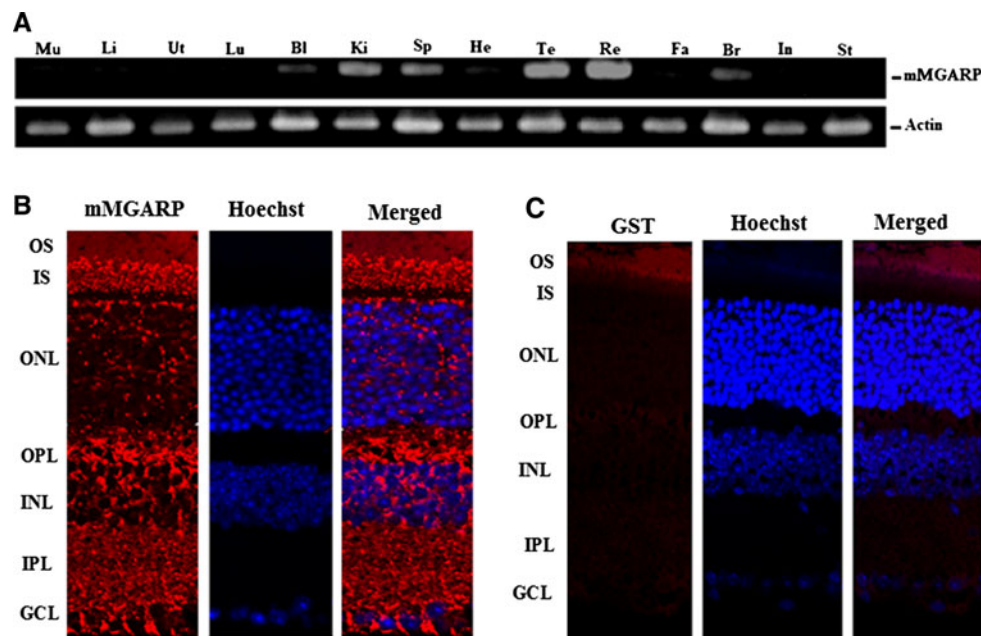 A
Mu Li Ut Lu Bl Ki Sp He Te Re Fa Br In St
mMGARP
Actin
B
mMGARP Hoechst Merged
OS
IS
ONL
OPL
INL
IPL
GCL
C
GST Hoechst Merged
OS
IS
ONL
OPL
INL
IPL
GCL